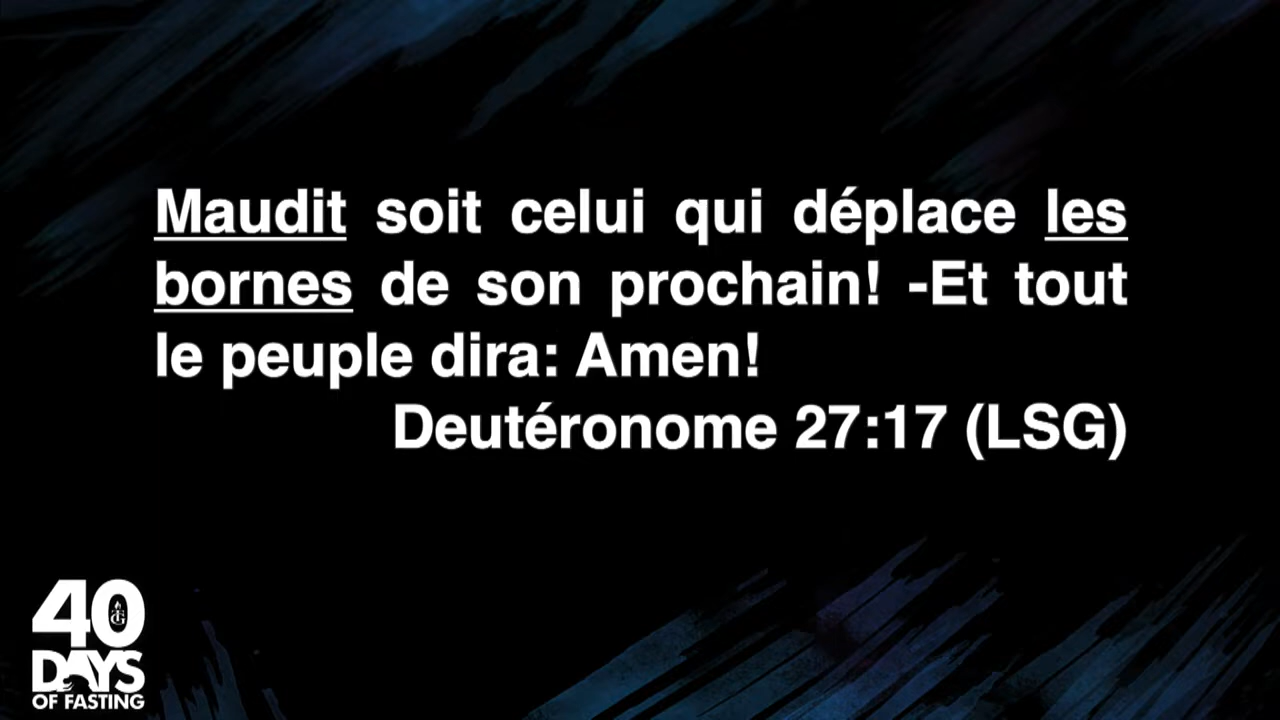 Maudit soit celui qui déplace les
bornes de son prochain! -Et tout
le peuple dira: Amen!
Deutéronome 27:17 (LSG)
40
DAYS
OF FASTING